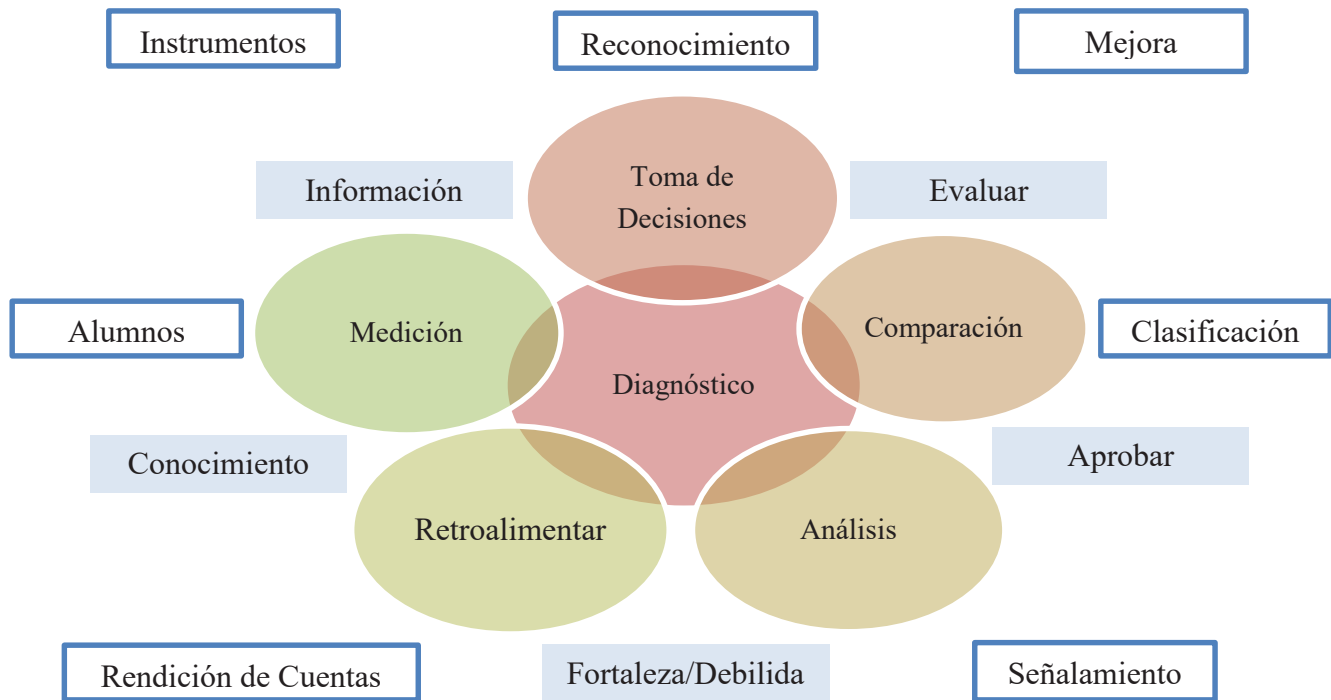 Instrumentos
Reconocimiento
Mejora
Información
Toma de
Decisiones
Evaluar
Alumnos
Medición
Comparación
Clasificación
Diagnóstico
Conocimiento
Aprobar
Retroalimentar
Análisis
Rendición de Cuentas
Fortaleza/Debilida
Señalamiento